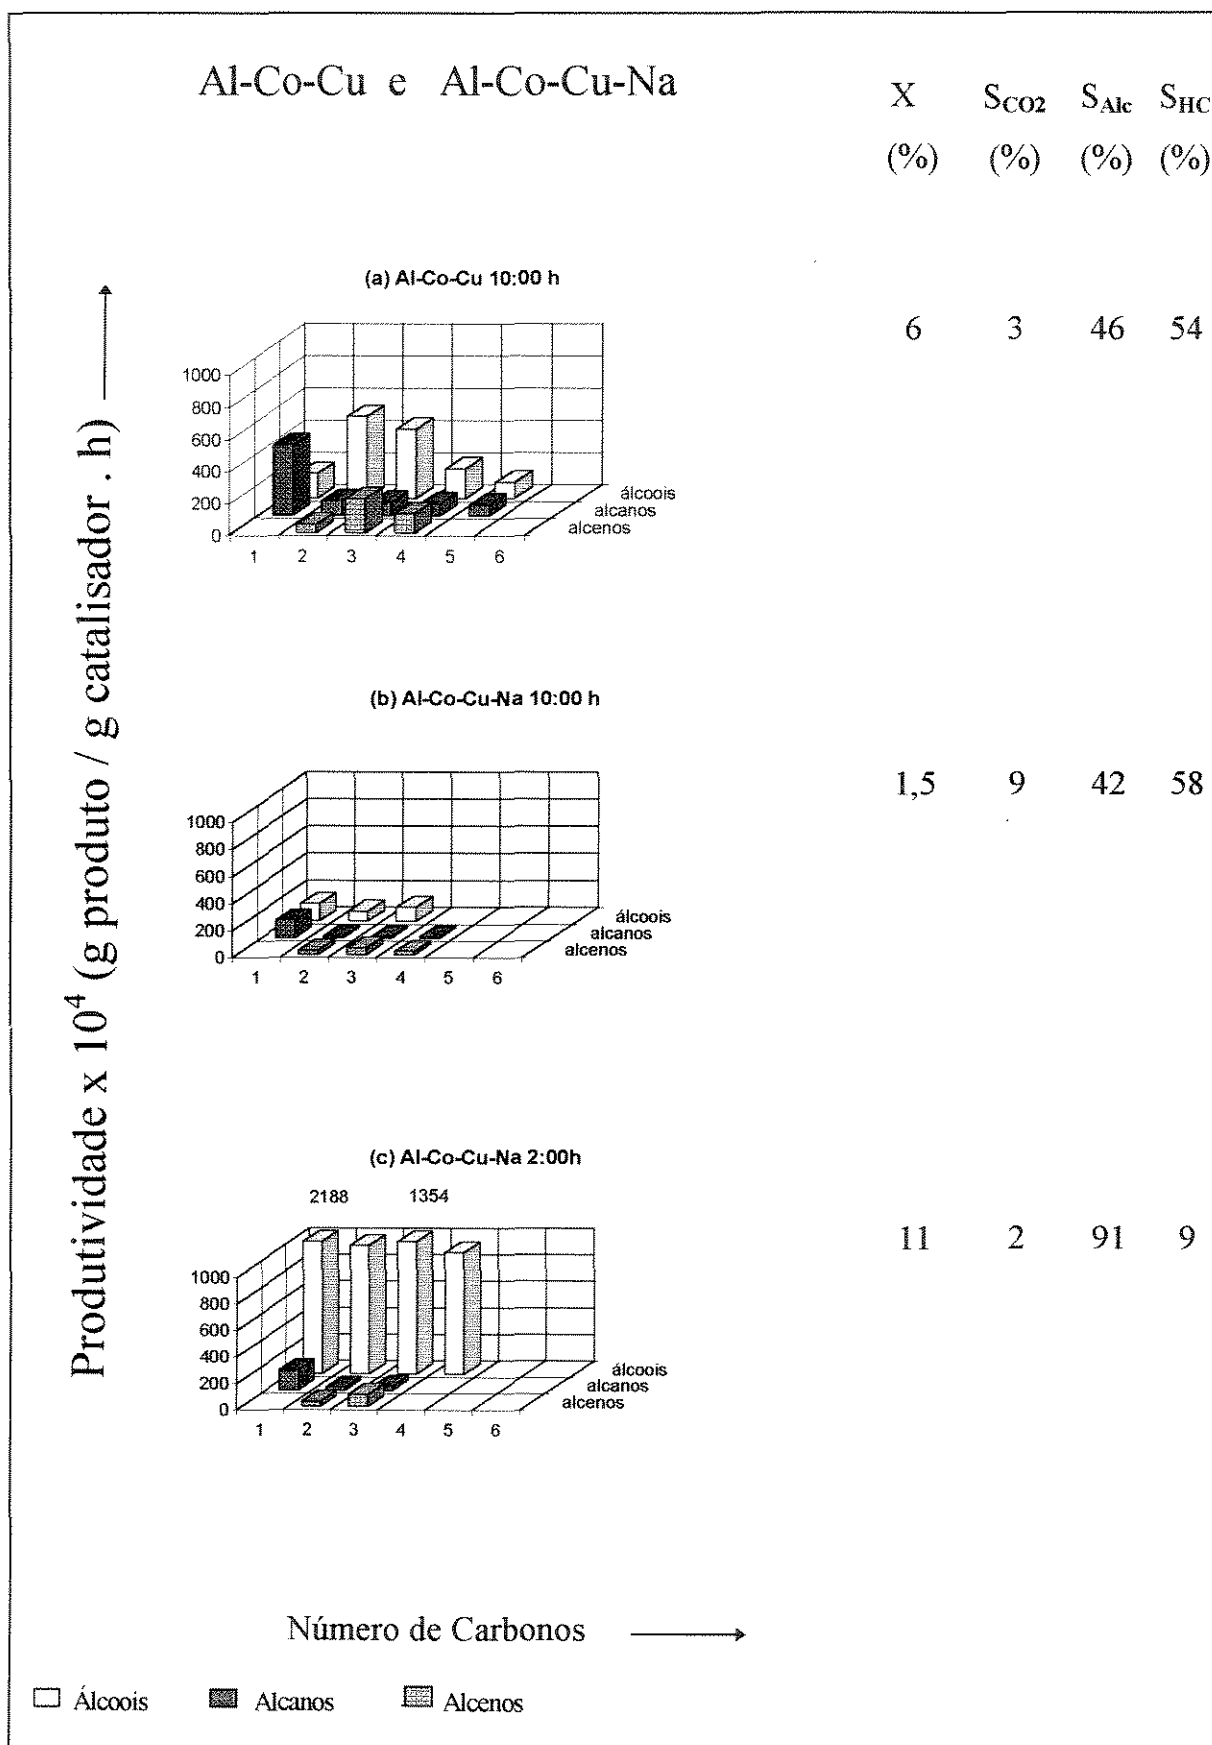 Al-Co-Cu e Al-Co-Cu-Na
X S_CO2 S_Alc S_HC
(%) (%) (%) (%)
Produtividade x 10^4 (g produto / g catalisador . h)
(a) Al-Co-Cu 10:00 h
6 3 46 54
1000
800
600
400
200
0
1 2 3 4 5 6
álcoois
alcanos
alcenos
(b) Al-Co-Cu-Na 10:00 h
1,5 9 42 58
1000
800
600
400
200
0
1 2 3 4 5 6
álcoois
alcanos
alcenos
(c) Al-Co-Cu-Na 2:00h
2188 1354
11 2 91 9
1000
800
600
400
200
0
1 2 3 4 5 6
álcoois
alcanos
alcenos
Número de Carbonos
Álcoois Alcanos Alcenos